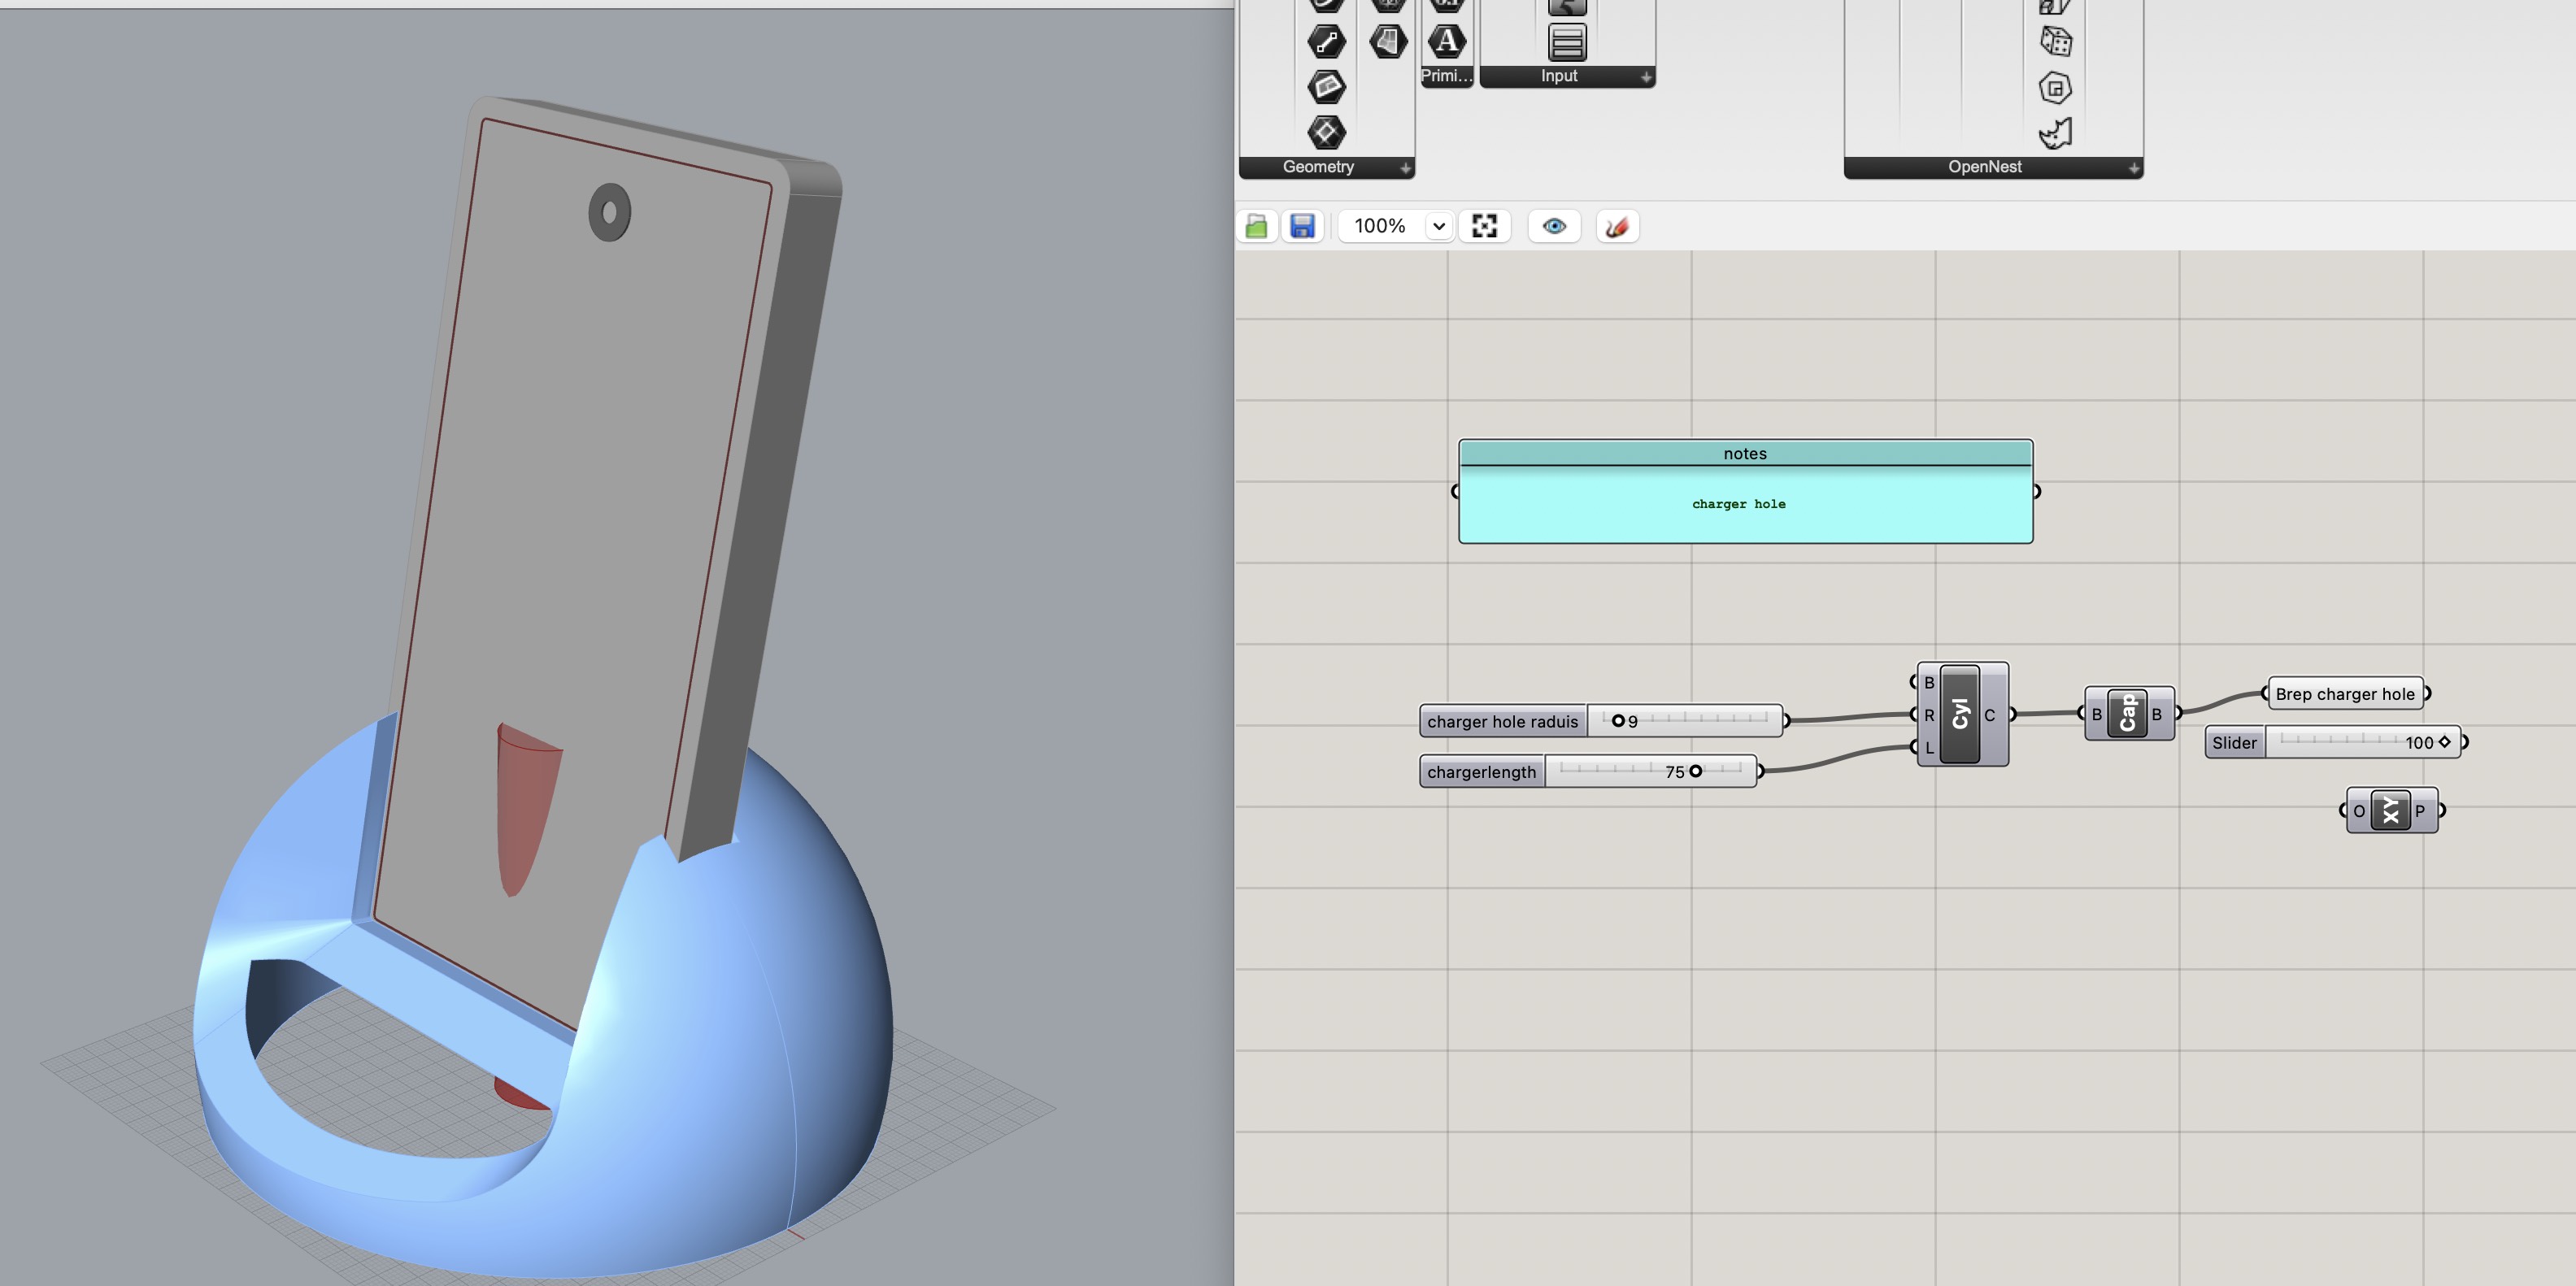 A
Primi...
Input
Geometry
OpenNest
100%
notes
charger hole
B
R
L
Cyl
C
charger hole raduis
9
chargerlength
75
B
Cap
B
Brep charger hole
Slider
100
O
XY
P